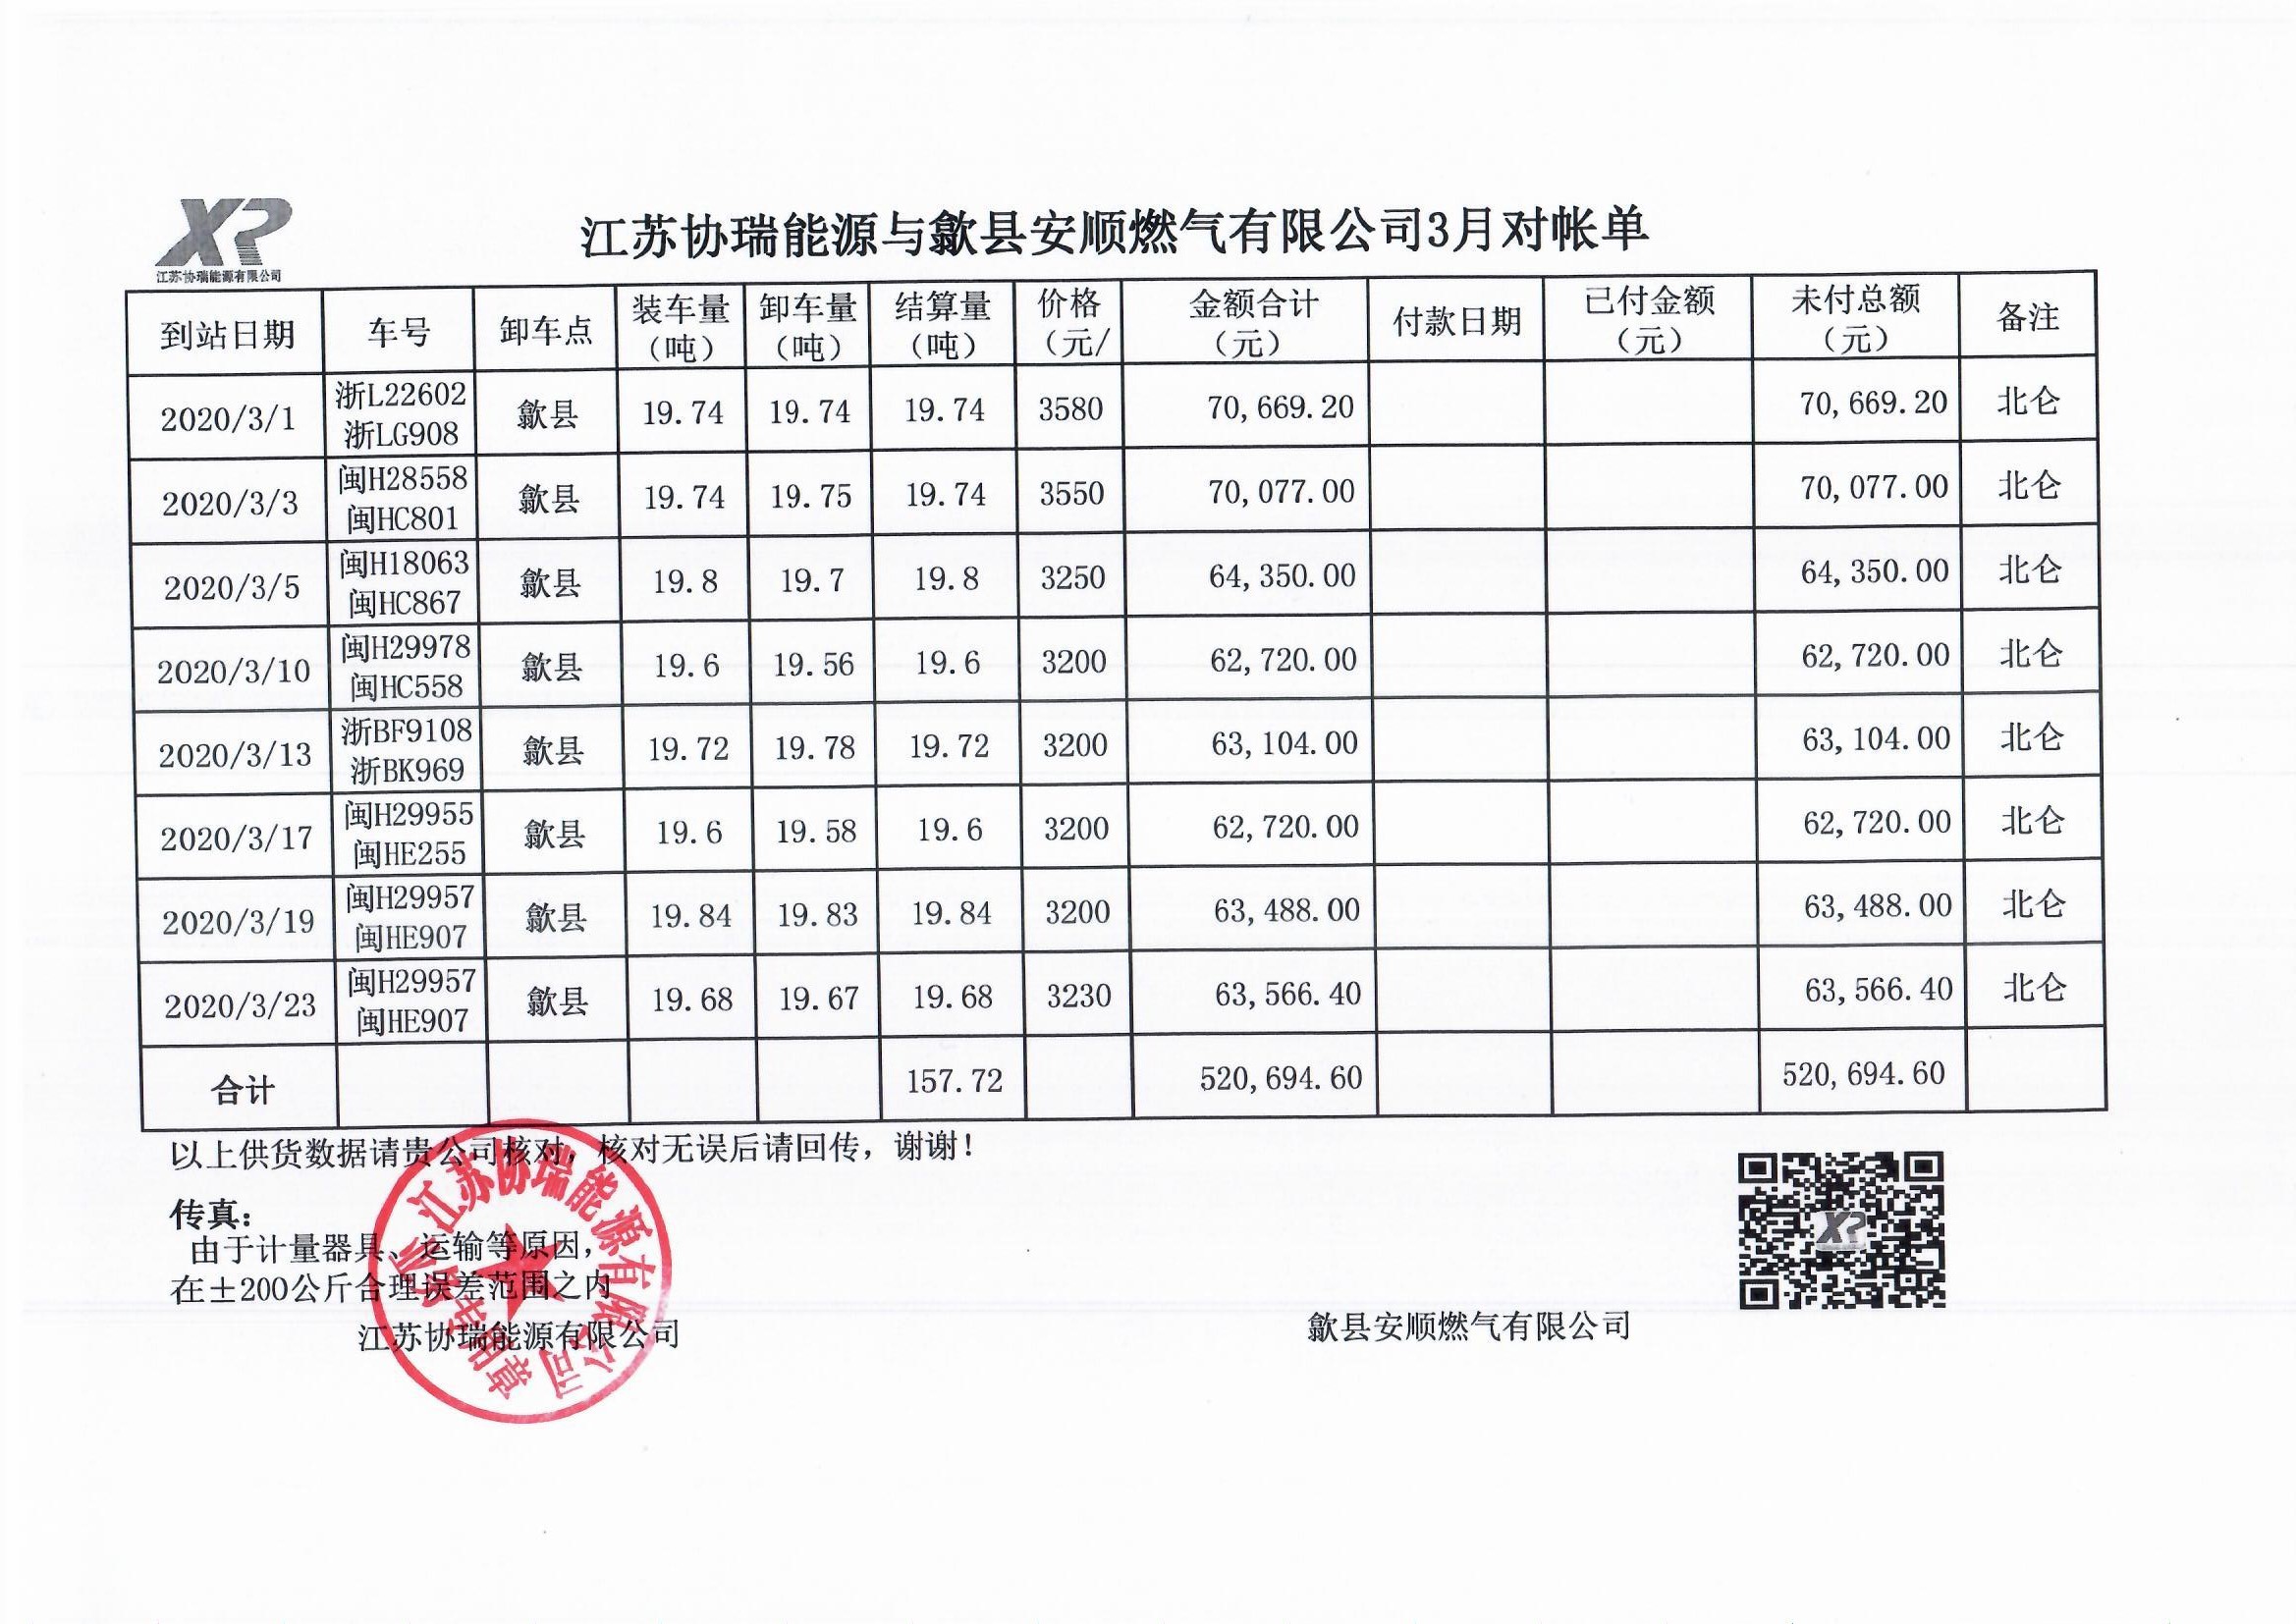 XR
江苏协瑞能源有限公司
江苏协瑞能源与歙县安顺燃气有限公司3月对帐单
到站日期 车号 卸车点 装车量（吨） 卸车量（吨） 结算量（吨） 价格（元/ 金额合计（元） 付款日期 已付金额（元） 未付总额（元） 备注
2020/3/1 浙L22602 浙LG908 歙县 19.74 19.74 19.74 3580 70,669.20 70,669.20 北仑
2020/3/3 闽H28558 闽HC801 歙县 19.74 19.75 19.74 3550 70,077.00 70,077.00 北仑
2020/3/5 闽H18063 闽HC867 歙县 19.8 19.7 19.8 3250 64,350.00 64,350.00 北仑
2020/3/10 闽H29978 闽HC558 歙县 19.6 19.56 19.6 3200 62,720.00 62,720.00 北仑
2020/3/13 浙BF9108 浙BK969 歙县 19.72 19.78 19.72 3200 63,104.00 63,104.00 北仑
2020/3/17 闽H29955 闽HE255 歙县 19.6 19.58 19.6 3200 62,720.00 62,720.00 北仑
2020/3/19 闽H29957 闽HE907 歙县 19.84 19.83 19.84 3200 63,488.00 63,488.00 北仑
2020/3/23 闽H29957 闽HE907 歙县 19.68 19.67 19.68 3230 63,566.40 63,566.40 北仑
合计 157.72 520,694.60 520,694.60
以上供货数据请贵公司核对，核对无误后请回传，谢谢！
传真：
由于计量器具、运输等原因，
在±200公斤合理误差范围之内
江苏协瑞能源有限公司 歙县安顺燃气有限公司
江苏协瑞能源有限公司
业务专用章
XR